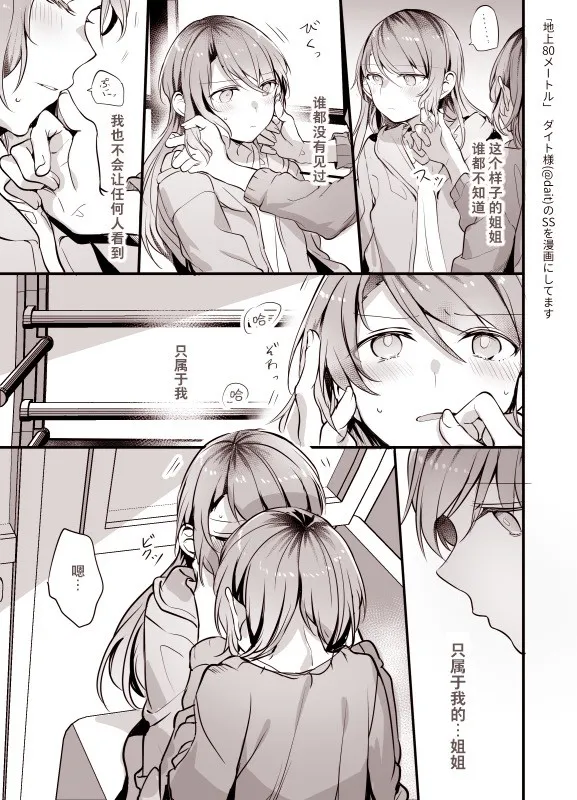 「地上80メートル」　ダイト様(@dait)のSSを漫画にしてます
……
這个样子的姐姐
谁都不知道
スッ
びくっ
谁都没有见过
我也不会让任何人看到
ぞわっ
哈
哈
只属于我
只属于我的…姐姐
ビクッ
嗯…